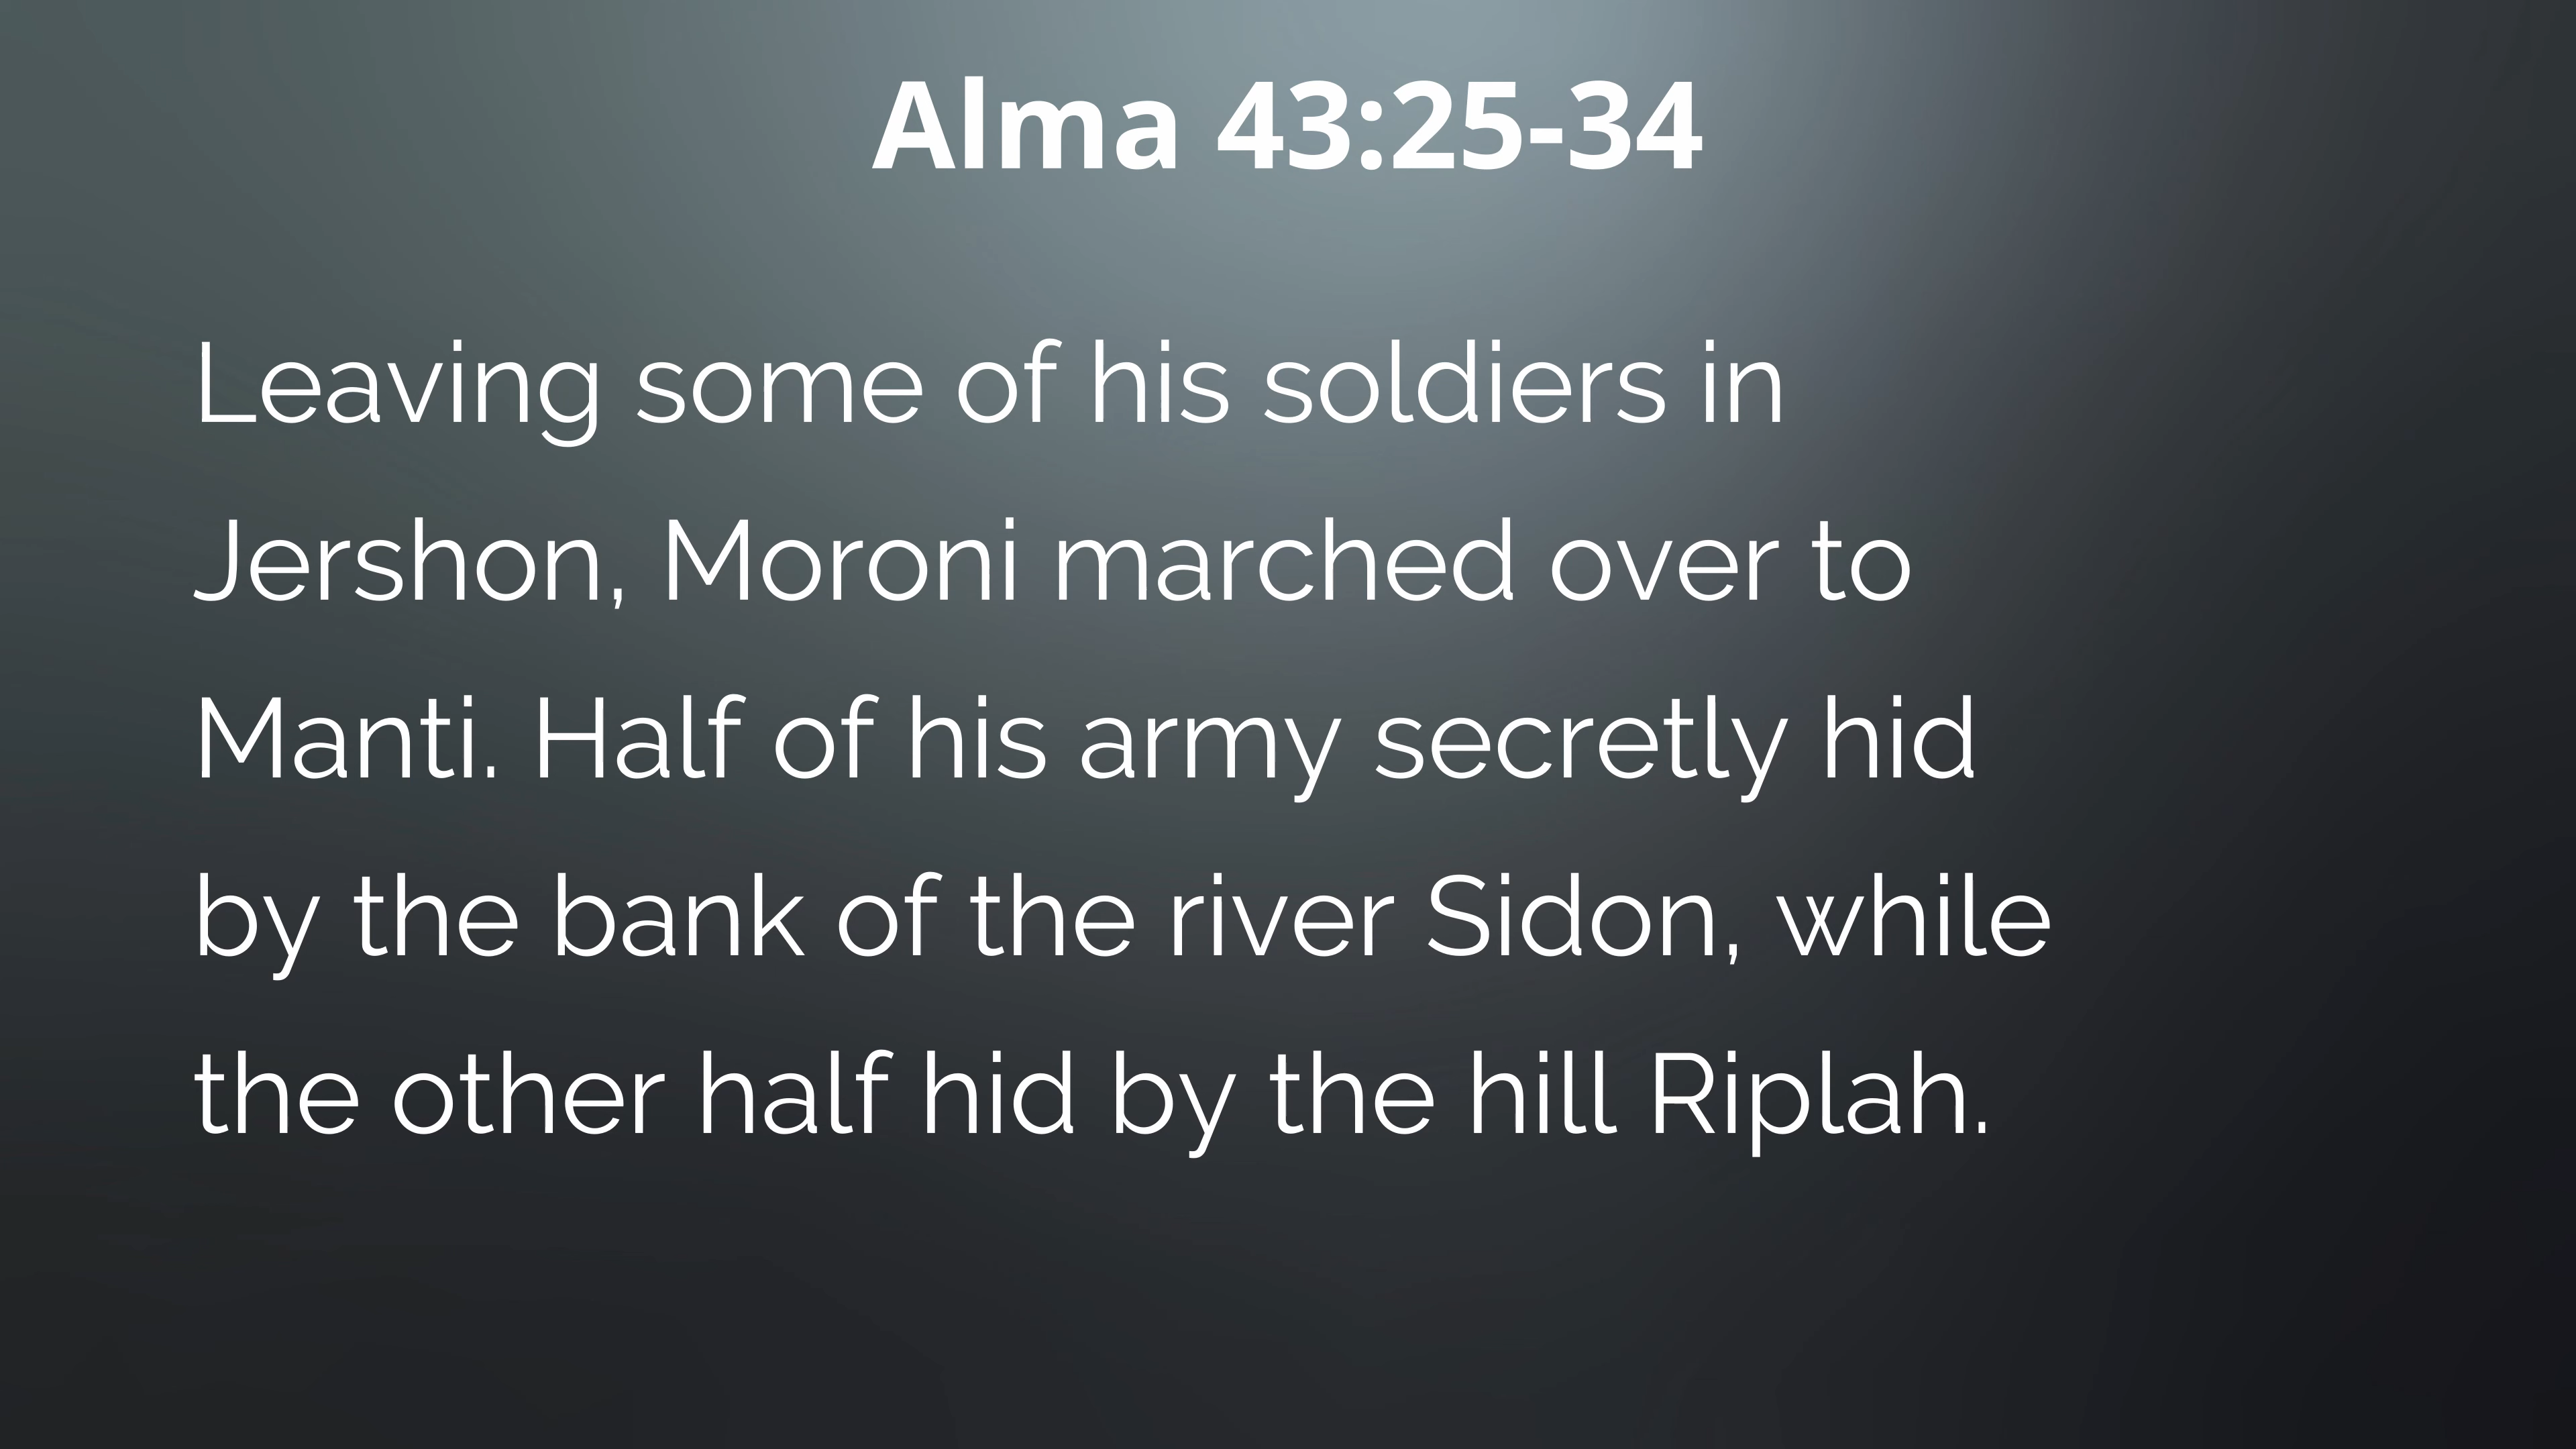 Alma 43:25-34
Leaving some of his soldiers in
Jershon, Moroni marched over to
Manti. Half of his army secretly hid
by the bank of the river Sidon, while
the other half hid by the hill Riplah.